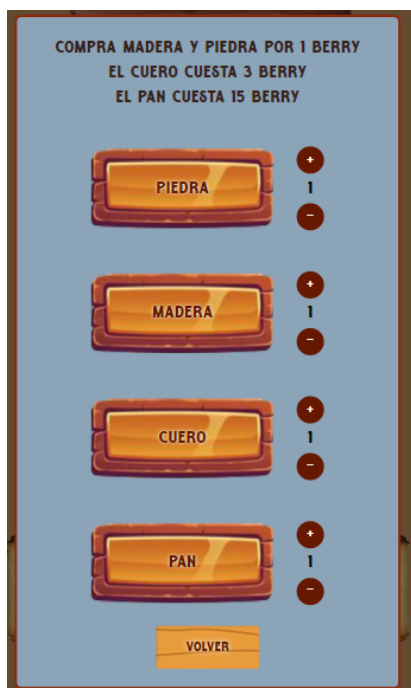 COMPRA MADERA Y PIEDRA POR 1 BERRY
EL CUERO CUESTA 3 BERRY
EL PAN CUESTA 15 BERRY
+
PIEDRA 1
-
+
MADERA 1
-
+
CUERO 1
-
+
PAN 1
-
VOLVER